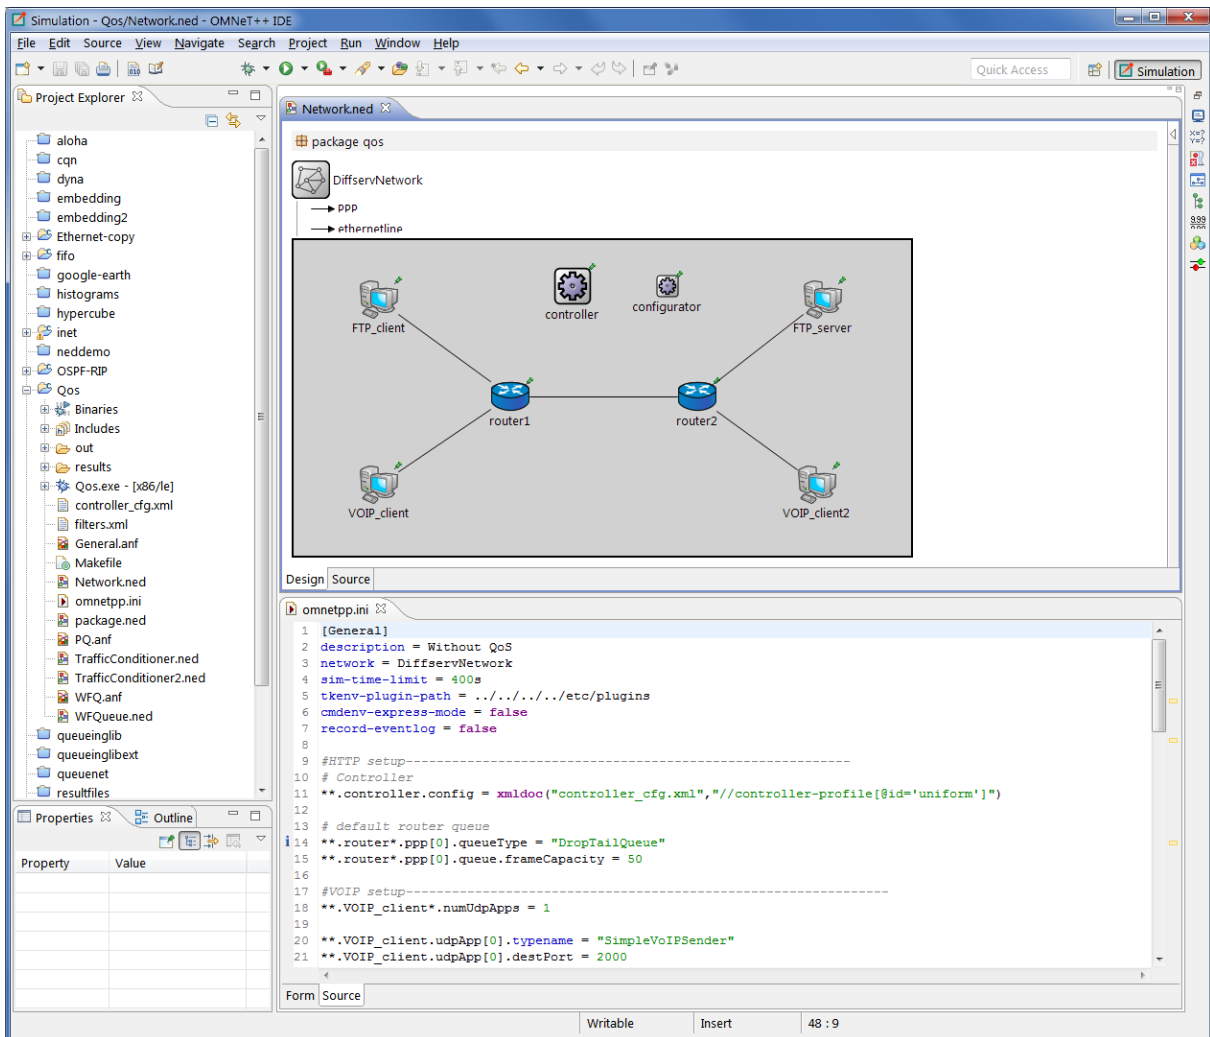 Simulation - Qos/Network.ned - OMNeT++ IDE
File Edit Source View Navigate Search Project Run Window Help
010
Quick Access
Simulation
Project Explorer
aloha
cqn
dyna
embedding
embedding2
Ethernet-copy
fifo
google-earth
histograms
hypercube
inet
neddemo
OSPF-RIP
Qos
Binaries
Includes
out
results
Qos.exe - [x86/le]
controller_cfg.xml
filters.xml
General.anf
Makefile
Network.ned
omnetpp.ini
package.ned
PQ.anf
TrafficConditioner.ned
TrafficConditioner2.ned
WFQ.anf
WFQueue.ned
queueinglib
queueinglibext
queuenet
resultfiles
Properties
Outline
Property Value
Network.ned
package qos
DiffservNetwork
ppp
ethernetline
FTP_client
controller
configurator
FTP_server
router1
router2
VOIP_client
VOIP_client2
Design Source
omnetpp.ini
1 [General]
2 description = Without QoS
3 network = DiffservNetwork
4 sim-time-limit = 400s
5 tkenv-plugin-path = ../../../../etc/plugins
6 cmdenv-express-mode = false
7 record-eventlog = false
8
9 #HTTP setup----------------------------------------------------------
10 # Controller
11 **.controller.config = xmldoc("controller_cfg.xml","//controller-profile[@id='uniform']")
12
13 # default router queue
14 **.router*.ppp[0].queueType = "DropTailQueue"
15 **.router*.ppp[0].queue.frameCapacity = 50
16
17 #VOIP setup---------------------------------------------------------------
18 **.VOIP_client*.numUdpApps = 1
19
20 **.VOIP_client.udpApp[0].typename = "SimpleVoIPSender"
21 **.VOIP_client.udpApp[0].destPort = 2000
Form Source
Writable Insert 48 : 9
X=?
Y=?
9.99